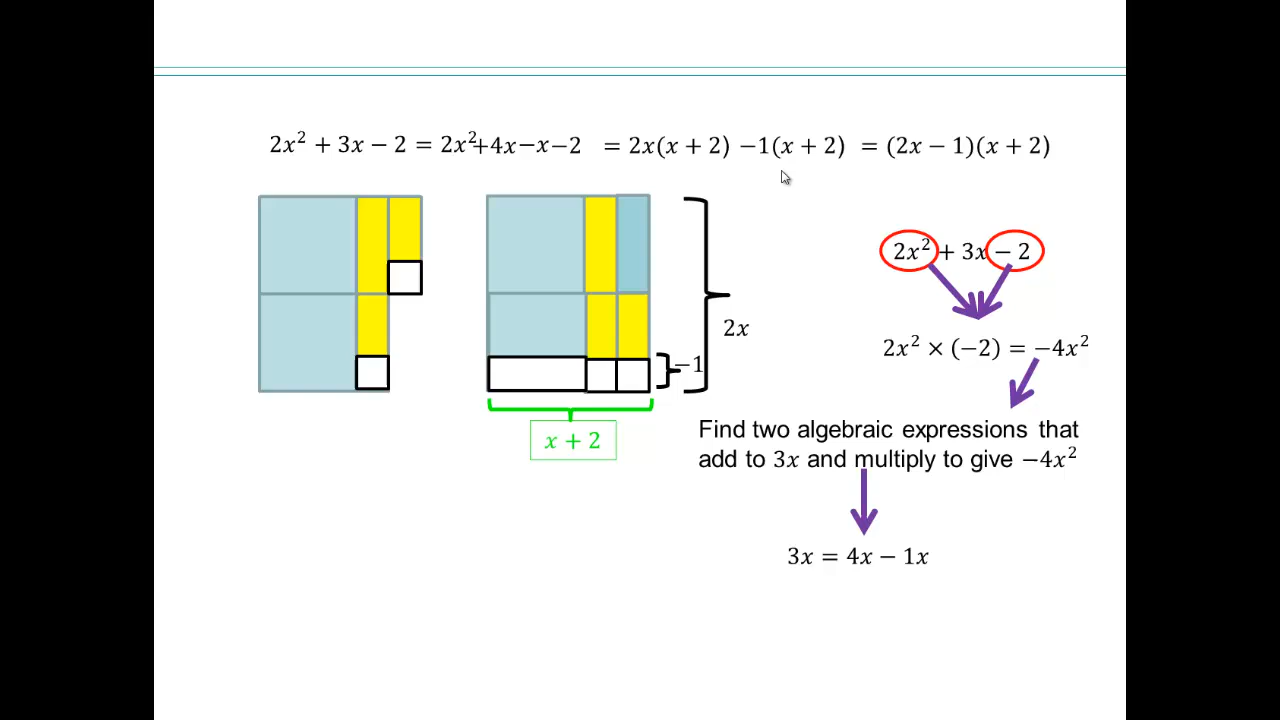 2x² + 3x − 2 = 2x²+4x−x−2 = 2x(x + 2) −1(x + 2) = (2x − 1)(x + 2)
2x² + 3x − 2
2x
2x² × (−2) = −4x²
−1
x + 2
Find two algebraic expressions that
add to 3x and multiply to give −4x²
3x = 4x − 1x